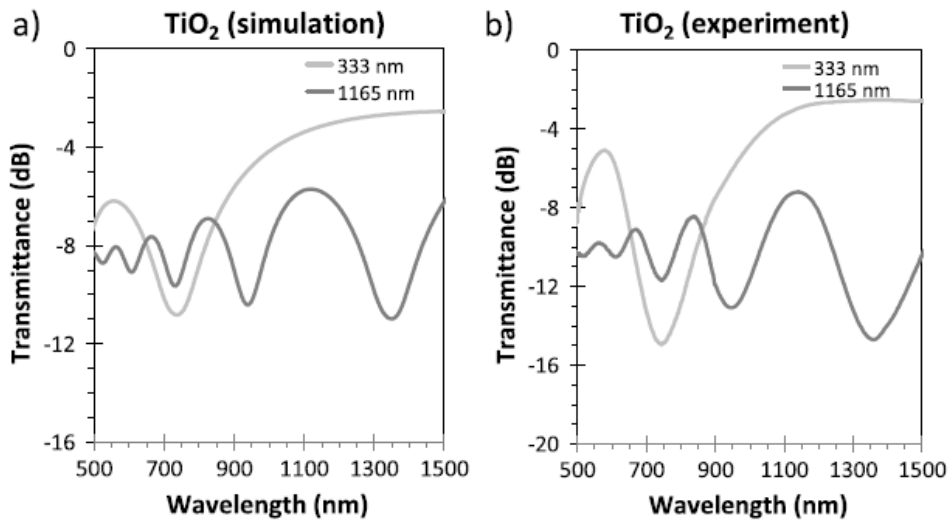 a) TiO₂ (simulation)
0
-4
-8
-12
-16
Transmittance (dB)
333 nm
1165 nm
500 700 900 1100 1300 1500
Wavelength (nm)
b) TiO₂ (experiment)
0
-4
-8
-12
-16
-20
Transmittance (dB)
333 nm
1165 nm
500 700 900 1100 1300 1500
Wavelength (nm)